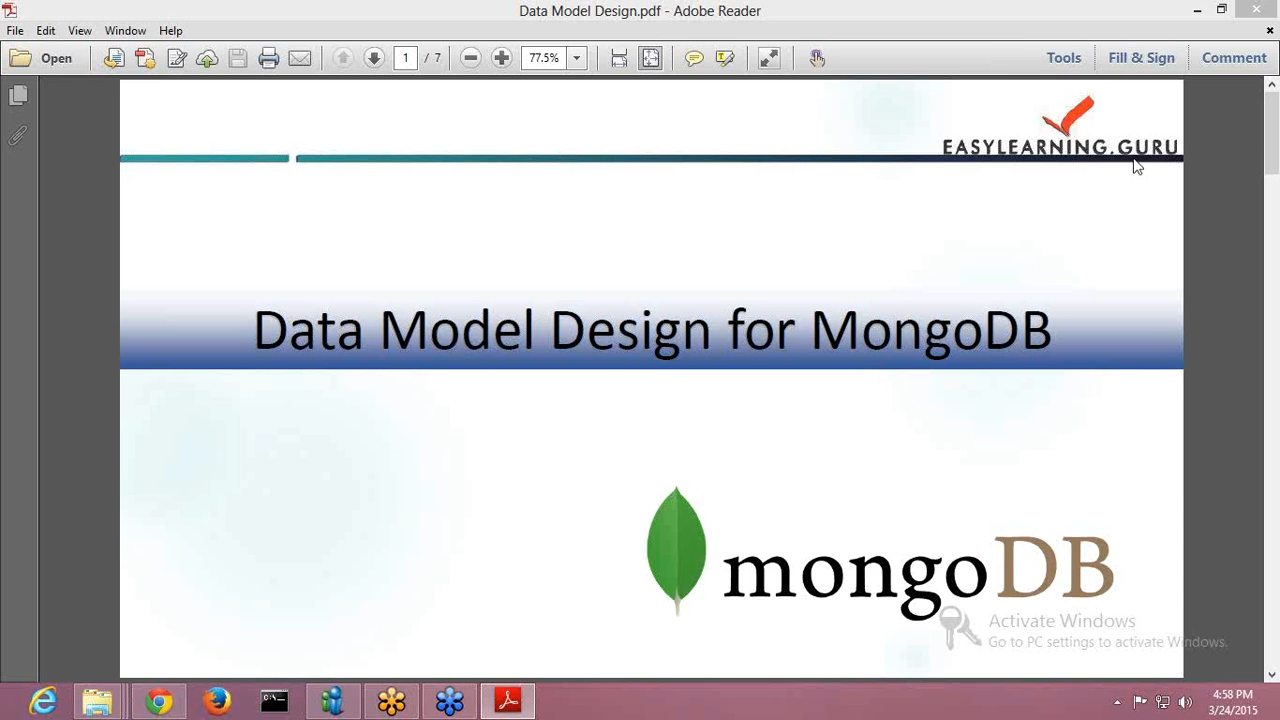 Data Model Design.pdf - Adobe Reader
File Edit View Window Help
Open 1 / 7 77.5% Tools Fill & Sign Comment
EASYLEARNING.GURU
Data Model Design for MongoDB
mongoDB
Activate Windows
Go to PC settings to activate Windows.
C:\.
4:58 PM
3/24/2015